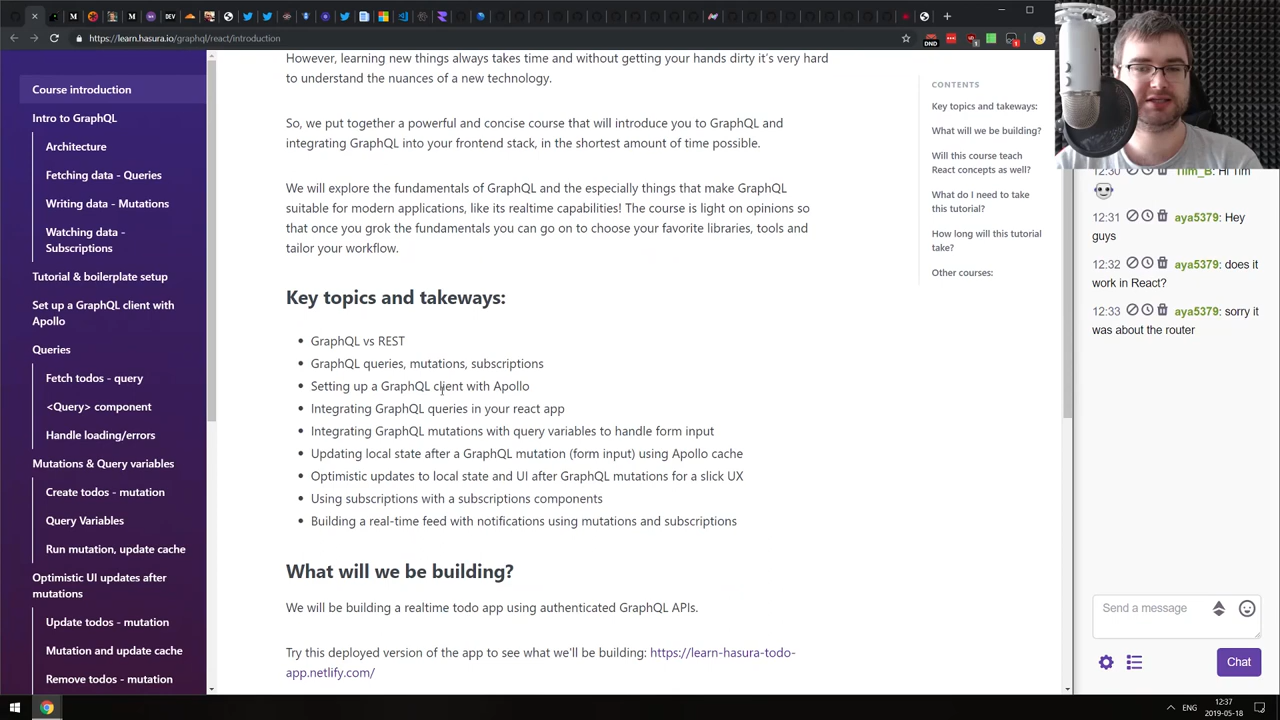 DEV
https://learn.hasura.io/graphql/react/introduction
DND
1
1
Course introduction
Intro to GraphQL
Architecture
Fetching data - Queries
Writing data - Mutations
Watching data -
Subscriptions
Tutorial & boilerplate setup
Set up a GraphQL client with
Apollo
Queries
Fetch todos - query
<Query> component
Handle loading/errors
Mutations & Query variables
Create todos - mutation
Query Variables
Run mutation, update cache
Optimistic UI updates after
mutations
Update todos - mutation
Mutation and update cache
Remove todos - mutation
However, learning new things always takes time and without getting your hands dirty it's very hard
to understand the nuances of a new technology.
So, we put together a powerful and concise course that will introduce you to GraphQL and
integrating GraphQL into your frontend stack, in the shortest amount of time possible.
We will explore the fundamentals of GraphQL and the especially things that make GraphQL
suitable for modern applications, like its realtime capabilities! The course is light on opinions so
that once you grok the fundamentals you can go on to choose your favorite libraries, tools and
tailor your workflow.
Key topics and takeways:
GraphQL vs REST
GraphQL queries, mutations, subscriptions
Setting up a GraphQL client with Apollo
Integrating GraphQL queries in your react app
Integrating GraphQL mutations with query variables to handle form input
Updating local state after a GraphQL mutation (form input) using Apollo cache
Optimistic updates to local state and UI after GraphQL mutations for a slick UX
Using subscriptions with a subscriptions components
Building a real-time feed with notifications using mutations and subscriptions
What will we be building?
We will be building a realtime todo app using authenticated GraphQL APIs.
Try this deployed version of the app to see what we'll be building: https://learn-hasura-todo-
app.netlify.com/
CONTENTS
Key topics and takeways:
What will we be building?
Will this course teach
React concepts as well?
What do I need to take
this tutorial?
How long will this tutorial
take?
Other courses:
12:30 Tiim_B: Hi Tim
12:31 aya5379: Hey
guys
12:32 aya5379: does it
work in React?
12:33 aya5379: sorry it
was about the router
Send a message
Chat
ENG
12:37
2019-05-18